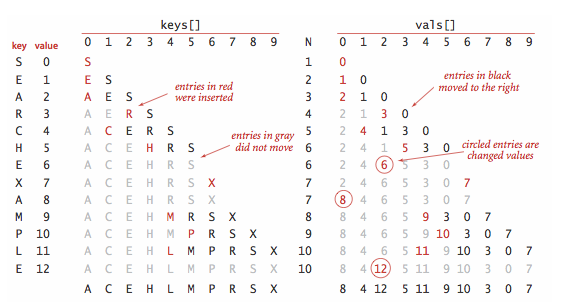 keys[] vals[]
key value 0 1 2 3 4 5 6 7 8 9 N 0 1 2 3 4 5 6 7 8 9
S 0 S 1 0
E 1 E S 2 1 0
A 2 A E S 3 2 1 0
entries in red
were inserted
entries in black
moved to the right
R 3 A E R S 4 2 1 3 0
C 4 A C E R S 5 2 4 1 3 0
entries in gray
did not move
circled entries are
changed values
H 5 A C E H R S 6 2 4 1 5 3 0
E 6 A C E H R S 6 2 4 6 5 3 0
X 7 A C E H R S X 7 2 4 6 5 3 0 7
A 8 A C E H R S X 7 8 4 6 5 3 0 7
M 9 A C E H M R S X 8 8 4 6 5 9 3 0 7
P 10 A C E H M P R S X 9 8 4 6 5 9 10 3 0 7
L 11 A C E H L M P R S X 10 8 4 6 5 11 9 10 3 0 7
E 12 A C E H L M P R S X 10 8 4 12 5 11 9 10 3 0 7
A C E H L M P R S X 8 4 12 5 11 9 10 3 0 7